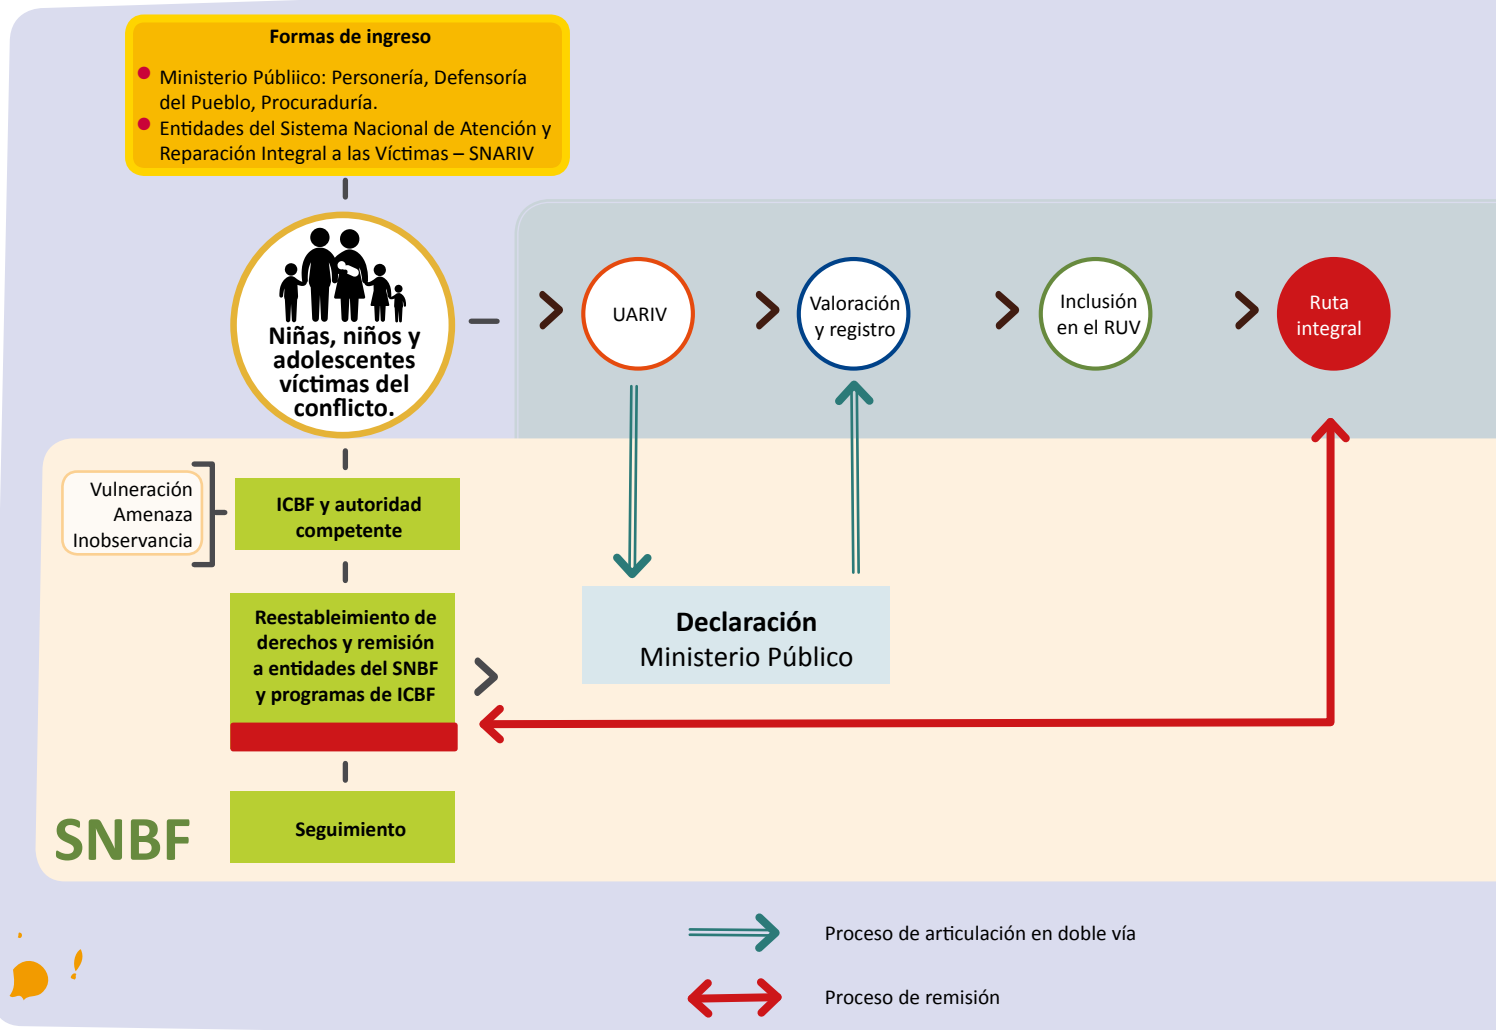 Formas de ingreso
Ministerio Públiico: Personería, Defensoría
del Pueblo, Procuraduría.
Entidades del Sistema Nacional de Atención y
Reparación Integral a las Víctimas – SNARIV
Niñas, niños y
adolescentes
víctimas del
conflicto.
UARIV
Valoración
y registro
Inclusión
en el RUV
Ruta
integral
Vulneración
Amenaza
Inobservancia
ICBF y autoridad
competente
Reestableimiento de
derechos y remisión
a entidades del SNBF
y programas de ICBF
Declaración
Ministerio Público
Seguimiento
SNBF
Proceso de articulación en doble vía
Proceso de remisión